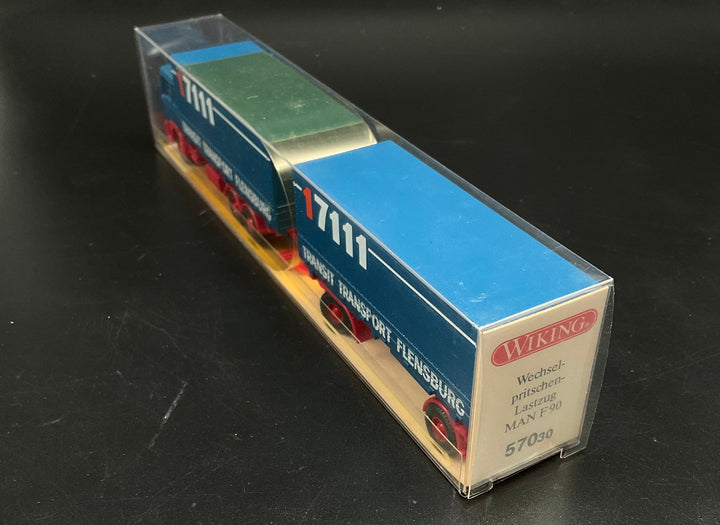 17111
TRANSIT TRANSPORT FLENSBURG
17111
TRANSIT TRANSPORT FLENSBURG
WIKING®
Wechsel-
pritschen-
Lastzug
MAN F90
57030